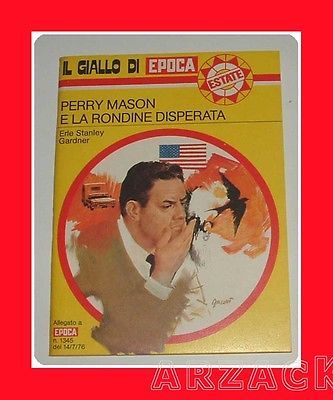 IL GIALLO DI EPOCA
ESTATE
PERRY MASON
E LA RONDINE DISPERATA
Erle Stanley
Gardner
Allegato a
EPOCA
n. 1345
del 14/7/76
ARZACK